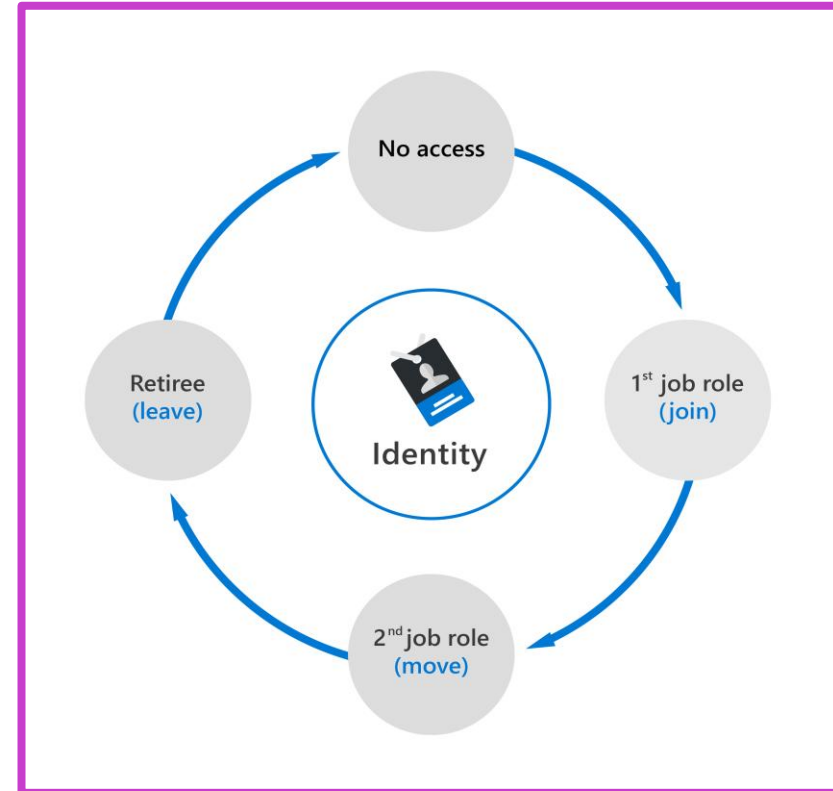 No access
1st job role
(join)
2nd job role
(move)
Retiree
(leave)
Identity